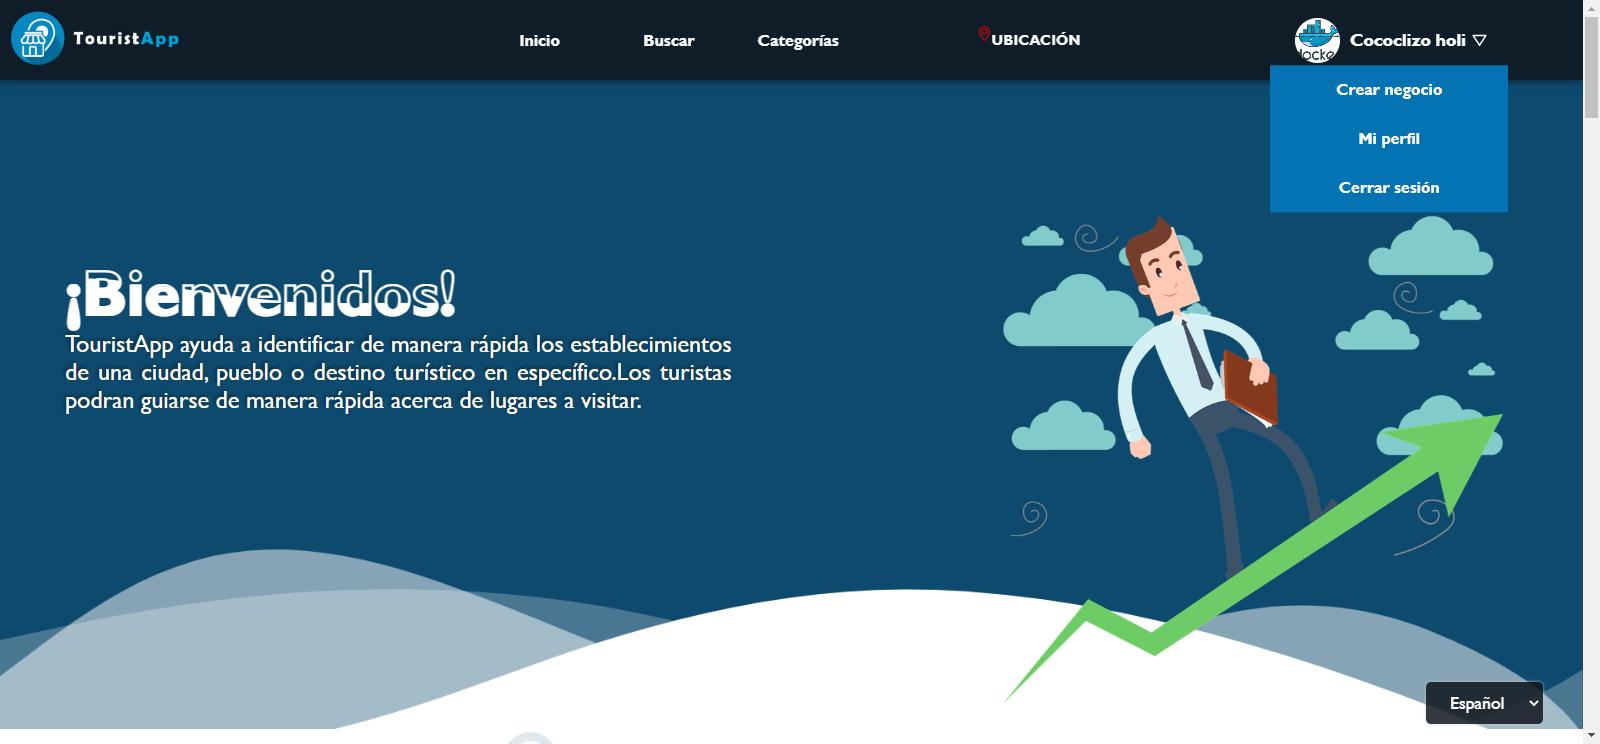 TouristApp
Inicio
Buscar
Categorías
UBICACIÓN
Cococlizo holi
Crear negocio
Mi perfil
Cerrar sesión
¡Bienvenidos!
TouristApp ayuda a identificar de manera rápida los establecimientos
de una ciudad, pueblo o destino turístico en específico.Los turistas
podran guiarse de manera rápida acerca de lugares a visitar.
Español